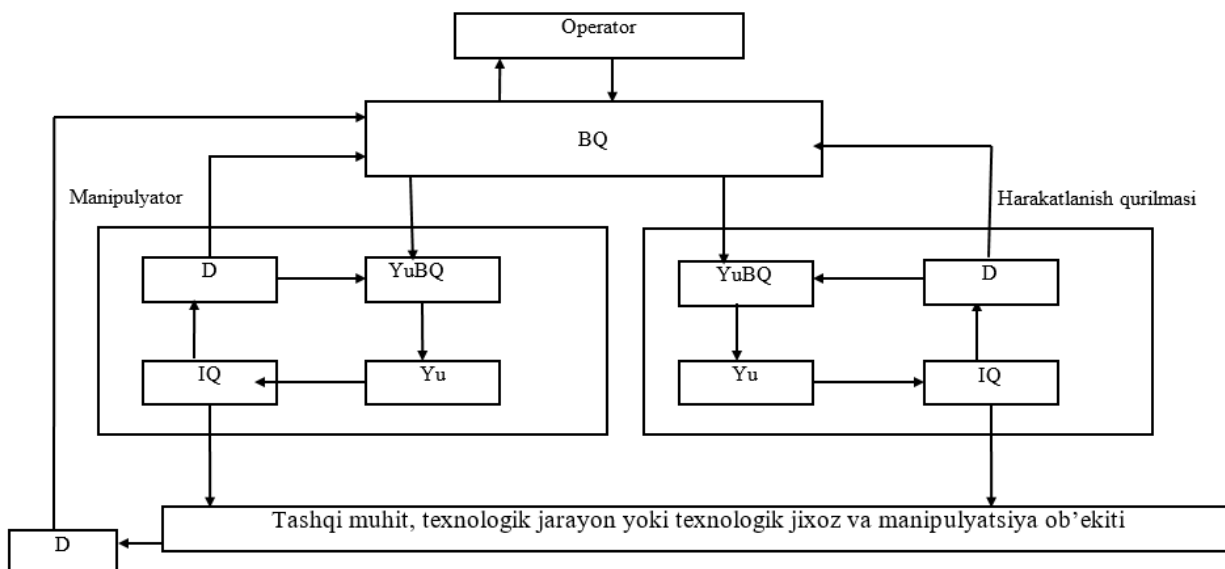 Operator
BQ
Manipulyator
Harakatlanish qurilmasi
D
YuBQ
YuBQ
D
IQ
Yu
Yu
IQ
Tashqi muhit, texnologik jarayon yoki texnologik jixoz va manipulyatsiya ob’ekiti
D